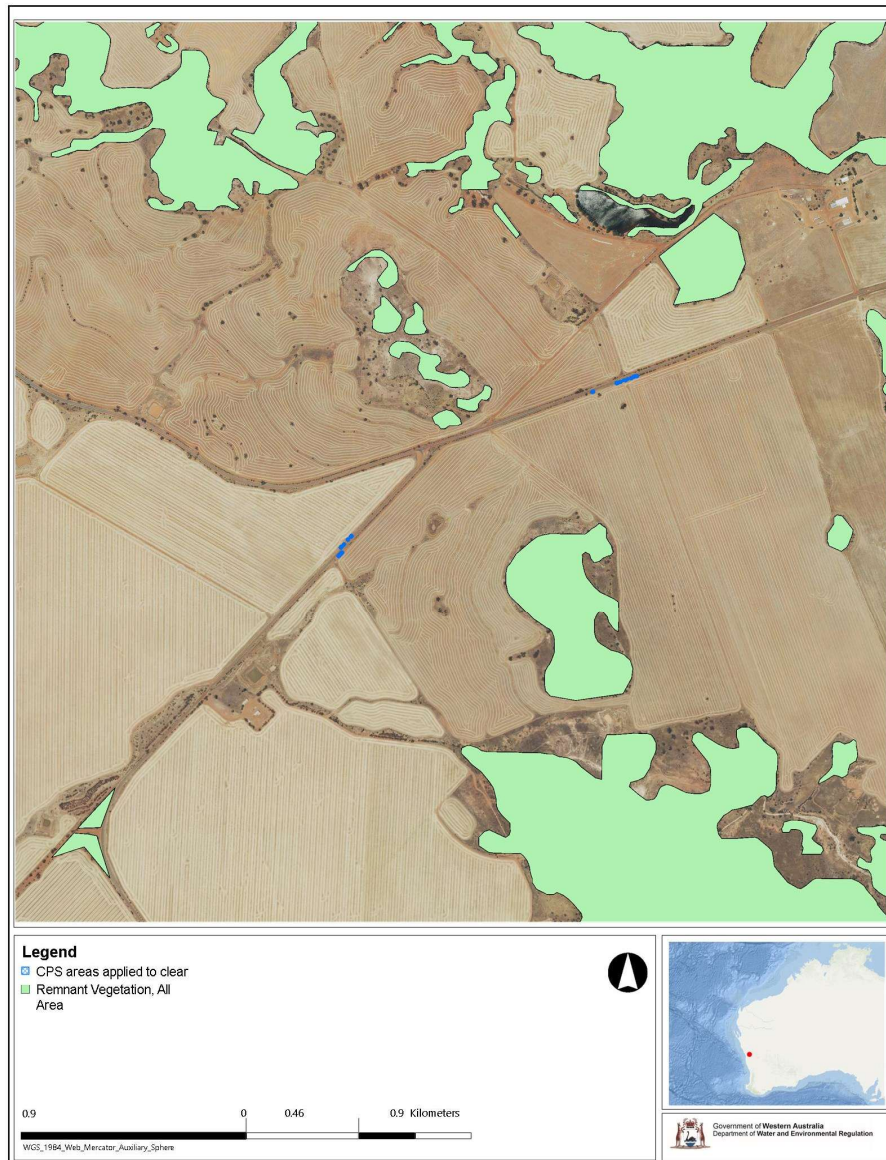 Legend
CPS areas applied to clear
Remnant Vegetation, All
Area
0.9 0 0.46 0.9 Kilometers
WGS_1984_Web_Mercator_Auxiliary_Sphere
Government of Western Australia
Department of Water and Environmental Regulation